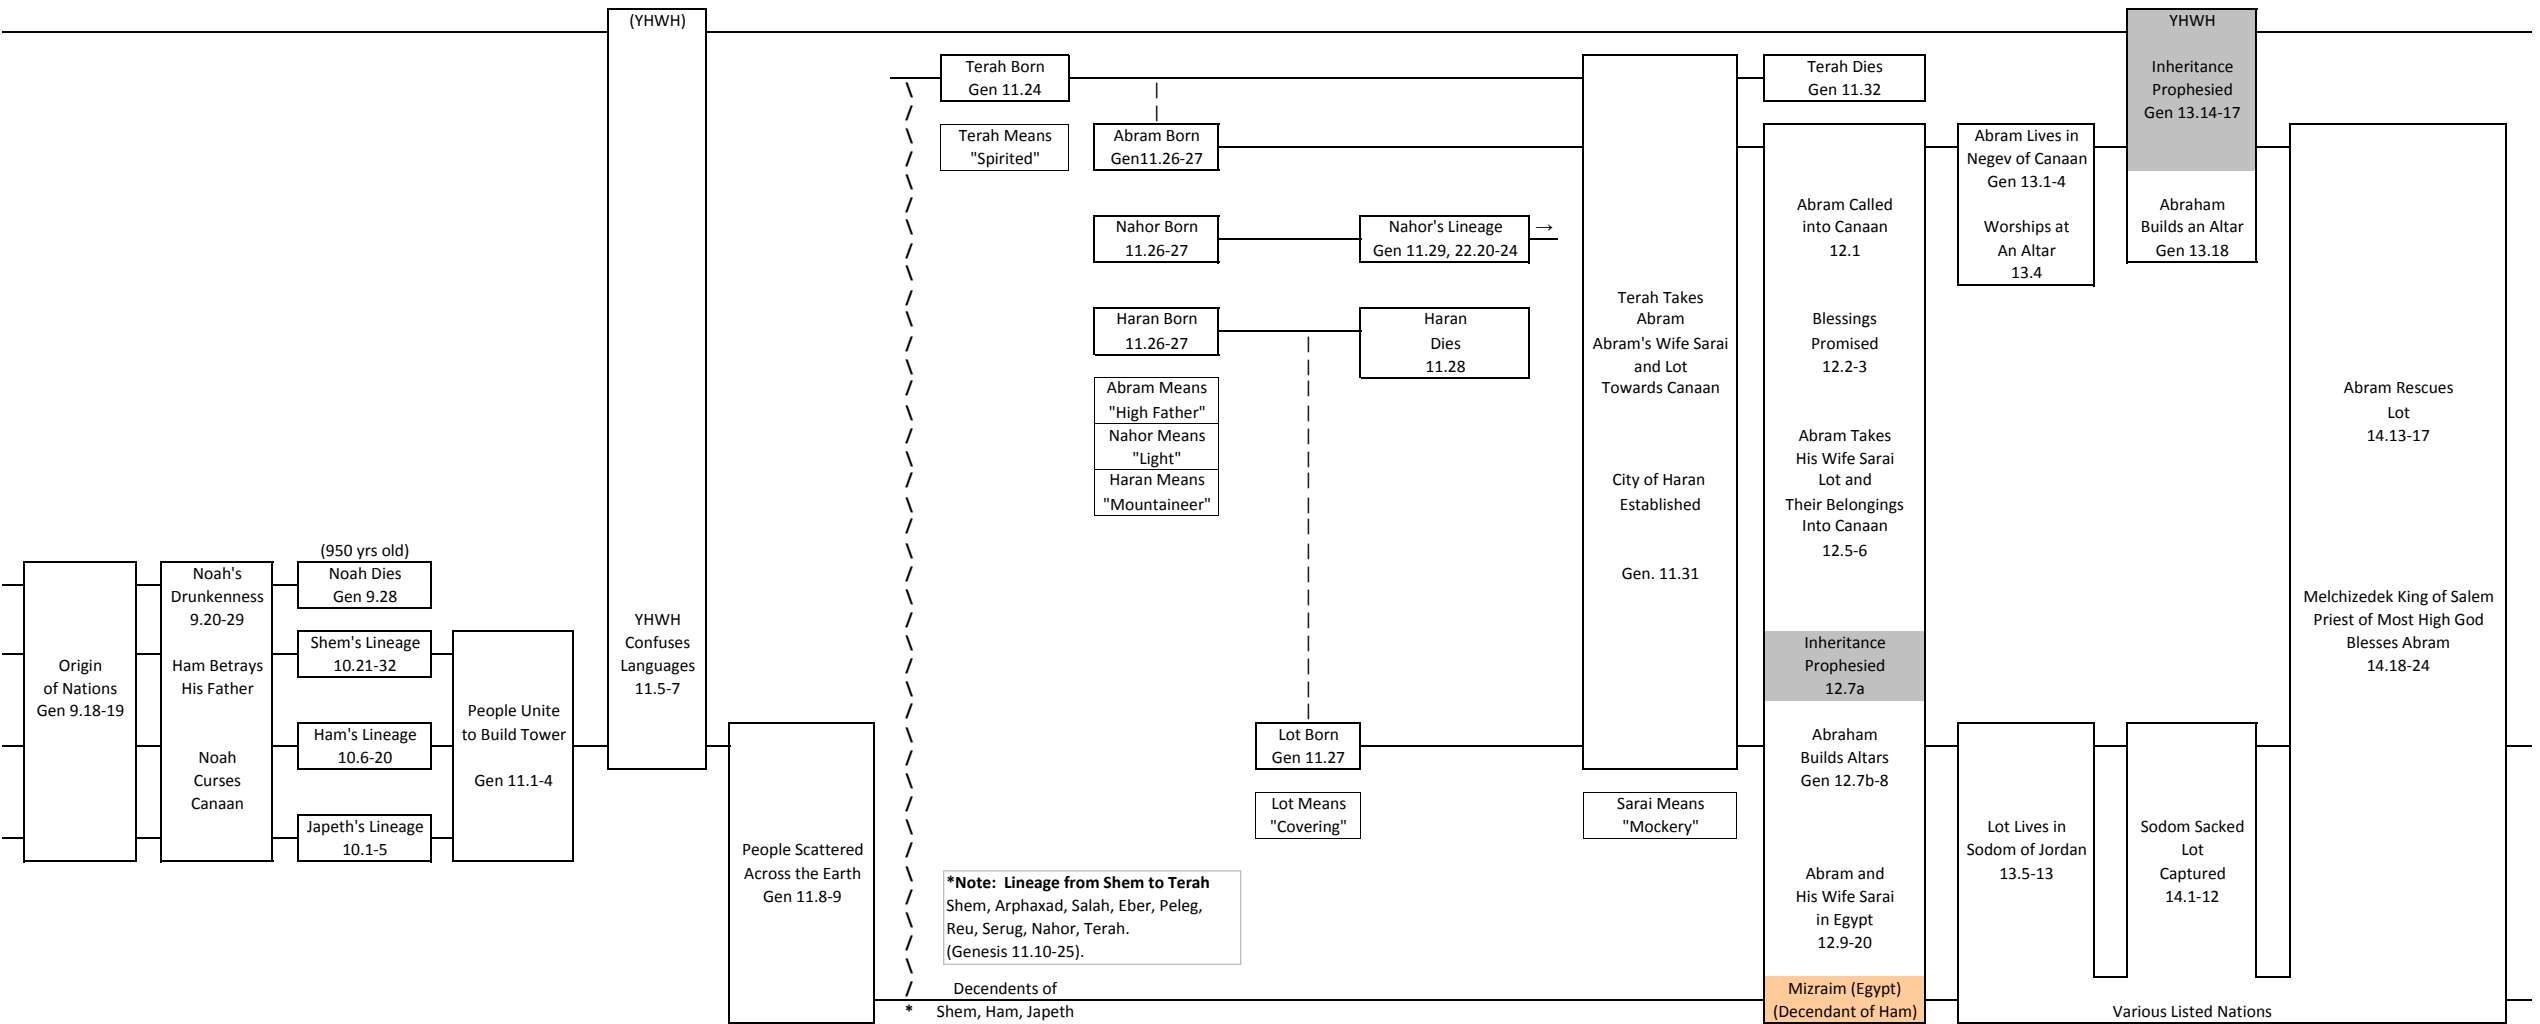 (YHWH)
YHWH
Confuses
Languages
11.5-7
Origin
of Nations
Gen 9.18-19
Noah's
Drunkenness
9.20-29
Ham Betrays
His Father
Noah
Curses
Canaan
(950 yrs old)
Noah Dies
Gen 9.28
Shem's Lineage
10.21-32
Ham's Lineage
10.6-20
Japeth's Lineage
10.1-5
People Unite
to Build Tower
Gen 11.1-4
People Scattered
Across the Earth
Gen 11.8-9
Terah Born
Gen 11.24
Terah Means
"Spirited"
Abram Born
Gen11.26-27
Nahor Born
11.26-27
Nahor's Lineage
Gen 11.29, 22.20-24
→
Haran Born
11.26-27
Haran
Dies
11.28
Abram Means
"High Father"
Nahor Means
"Light"
Haran Means
"Mountaineer"
Lot Born
Gen 11.27
Lot Means
"Covering"
*Note:  Lineage from Shem to Terah
Shem, Arphaxad, Salah, Eber, Peleg,
Reu, Serug, Nahor, Terah.
(Genesis 11.10-25).
Decendents of
* Shem, Ham, Japeth
Terah Takes
Abram
Abram's Wife Sarai
and Lot
Towards Canaan
City of Haran
Established
Gen. 11.31
Sarai Means
"Mockery"
Terah Dies
Gen 11.32
Abram Called
into Canaan
12.1
Blessings
Promised
12.2-3
Abram Takes
His Wife Sarai
Lot and
Their Belongings
Into Canaan
12.5-6
Inheritance
Prophesied
12.7a
Abraham
Builds Altars
Gen 12.7b-8
Abram and
His Wife Sarai
in Egypt
12.9-20
Mizraim (Egypt)
(Decendant of Ham)
Abram Lives in
Negev of Canaan
Gen 13.1-4
Worships at
An Altar
13.4
YHWH
Inheritance
Prophesied
Gen 13.14-17
Abraham
Builds an Altar
Gen 13.18
Lot Lives in
Sodom of Jordan
13.5-13
Sodom Sacked
Lot
Captured
14.1-12
Abram Rescues
Lot
14.13-17
Melchizedek King of Salem
Priest of Most High God
Blesses Abram
14.18-24
Various Listed Nations